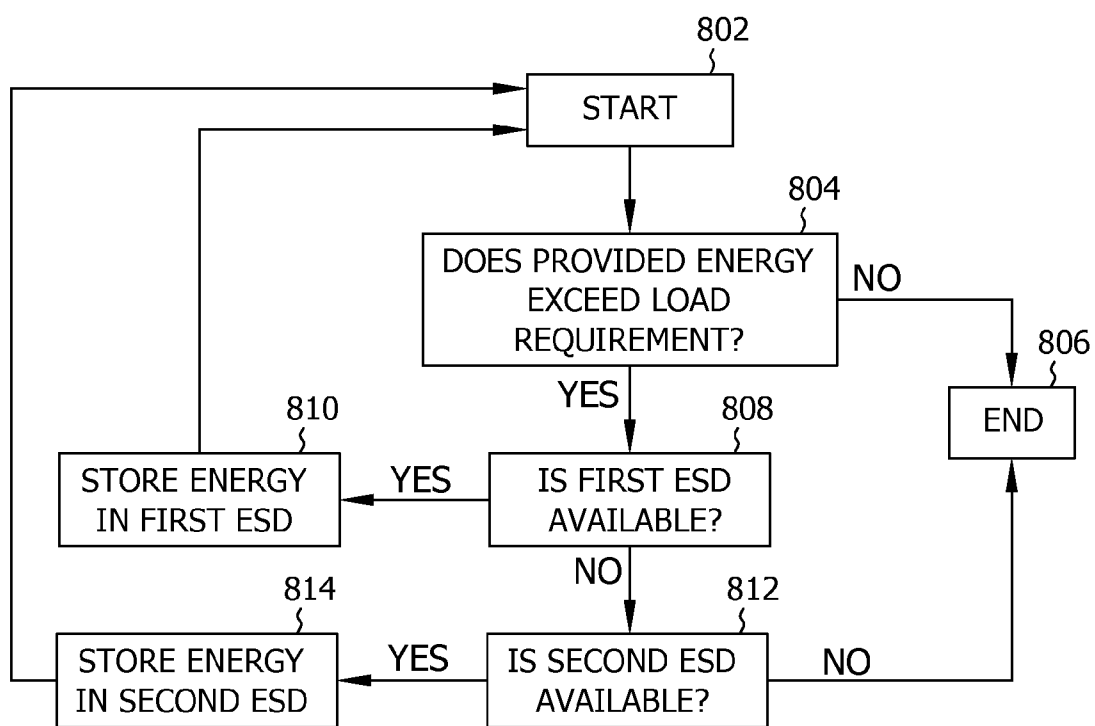 802
START
804
DOES PROVIDED ENERGY
EXCEED LOAD
REQUIREMENT?
NO
806
END
YES
810
808
STORE ENERGY
IN FIRST ESD
YES
IS FIRST ESD
AVAILABLE?
NO
814
812
STORE ENERGY
IN SECOND ESD
YES
IS SECOND ESD
AVAILABLE?
NO